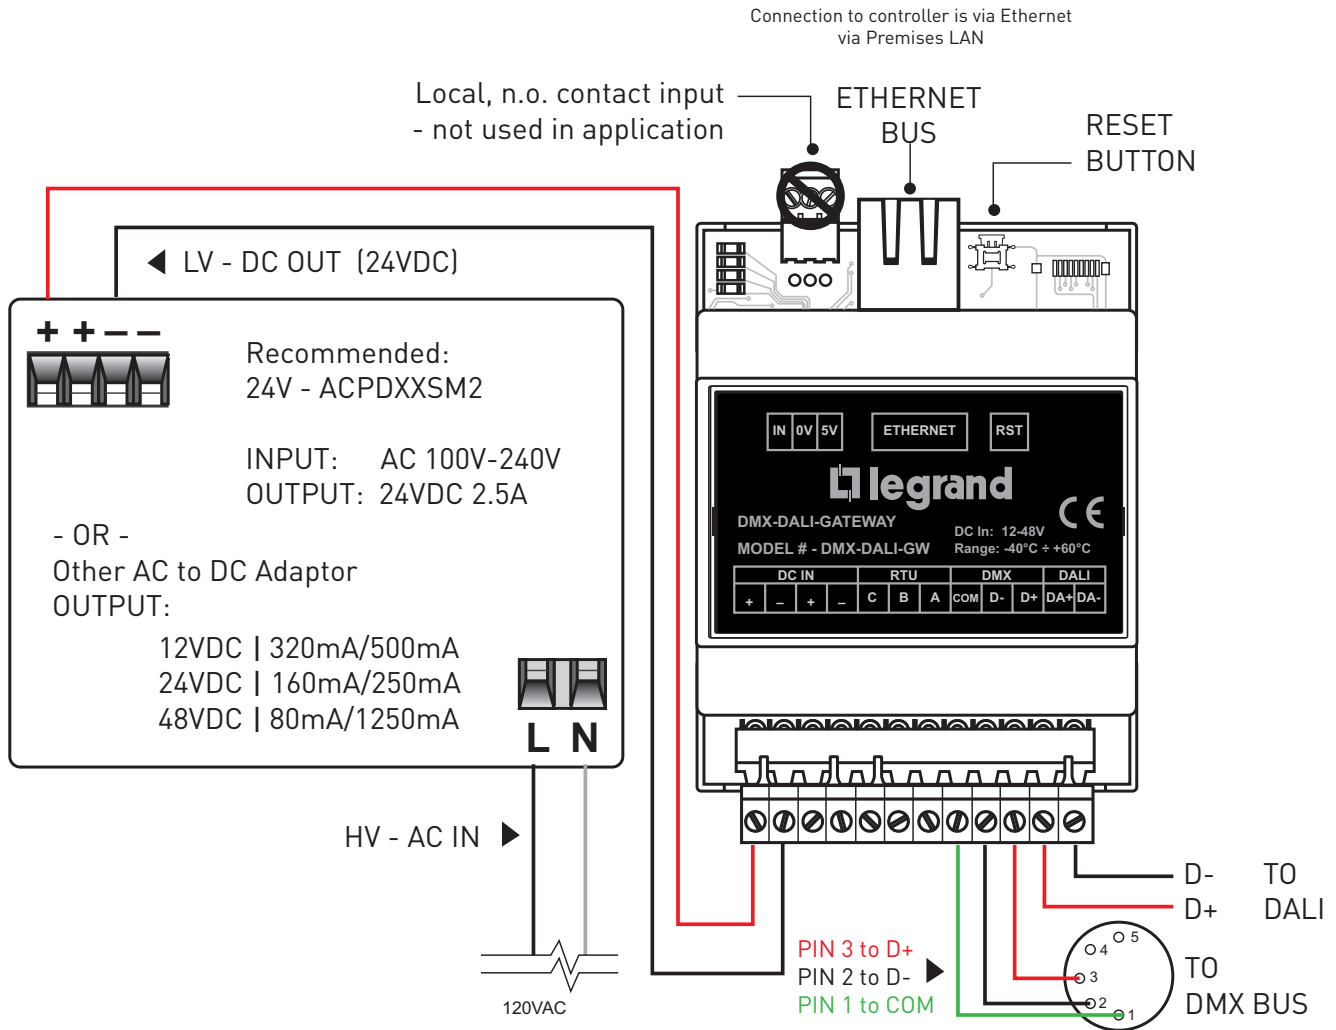 Connection to controller is via Ethernet
via Premises LAN
Local, n.o. contact input
- not used in application
ETHERNET
BUS
RESET
BUTTON
LV - DC OUT (24VDC)
+ + – –
Recommended:
24V - ACPDXXSM2
INPUT: AC 100V-240V
OUTPUT: 24VDC 2.5A
- OR -
Other AC to DC Adaptor
OUTPUT:
12VDC | 320mA/500mA
24VDC | 160mA/250mA
48VDC | 80mA/1250mA
L N
HV - AC IN
120VAC
IN 0V 5V
ETHERNET
RST
legrand
CE
DMX-DALI-GATEWAY
MODEL # - DMX-DALI-GW
DC In: 12-48V
Range: -40°C ÷ +60°C
DC IN RTU DMX DALI
+ – + – C B A COM D- D+ DA+ DA-
D- TO
D+ DALI
PIN 3 to D+
PIN 2 to D-
PIN 1 to COM
5
4
3
2
1
TO
DMX BUS